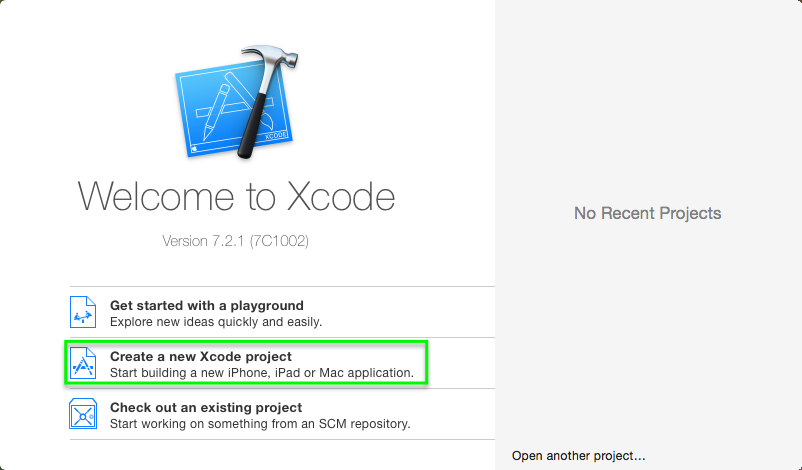 XCODE
Welcome to Xcode
Version 7.2.1 (7C1002)
Get started with a playground
Explore new ideas quickly and easily.
Create a new Xcode project
Start building a new iPhone, iPad or Mac application.
Check out an existing project
Start working on something from an SCM repository.
No Recent Projects
Open another project...